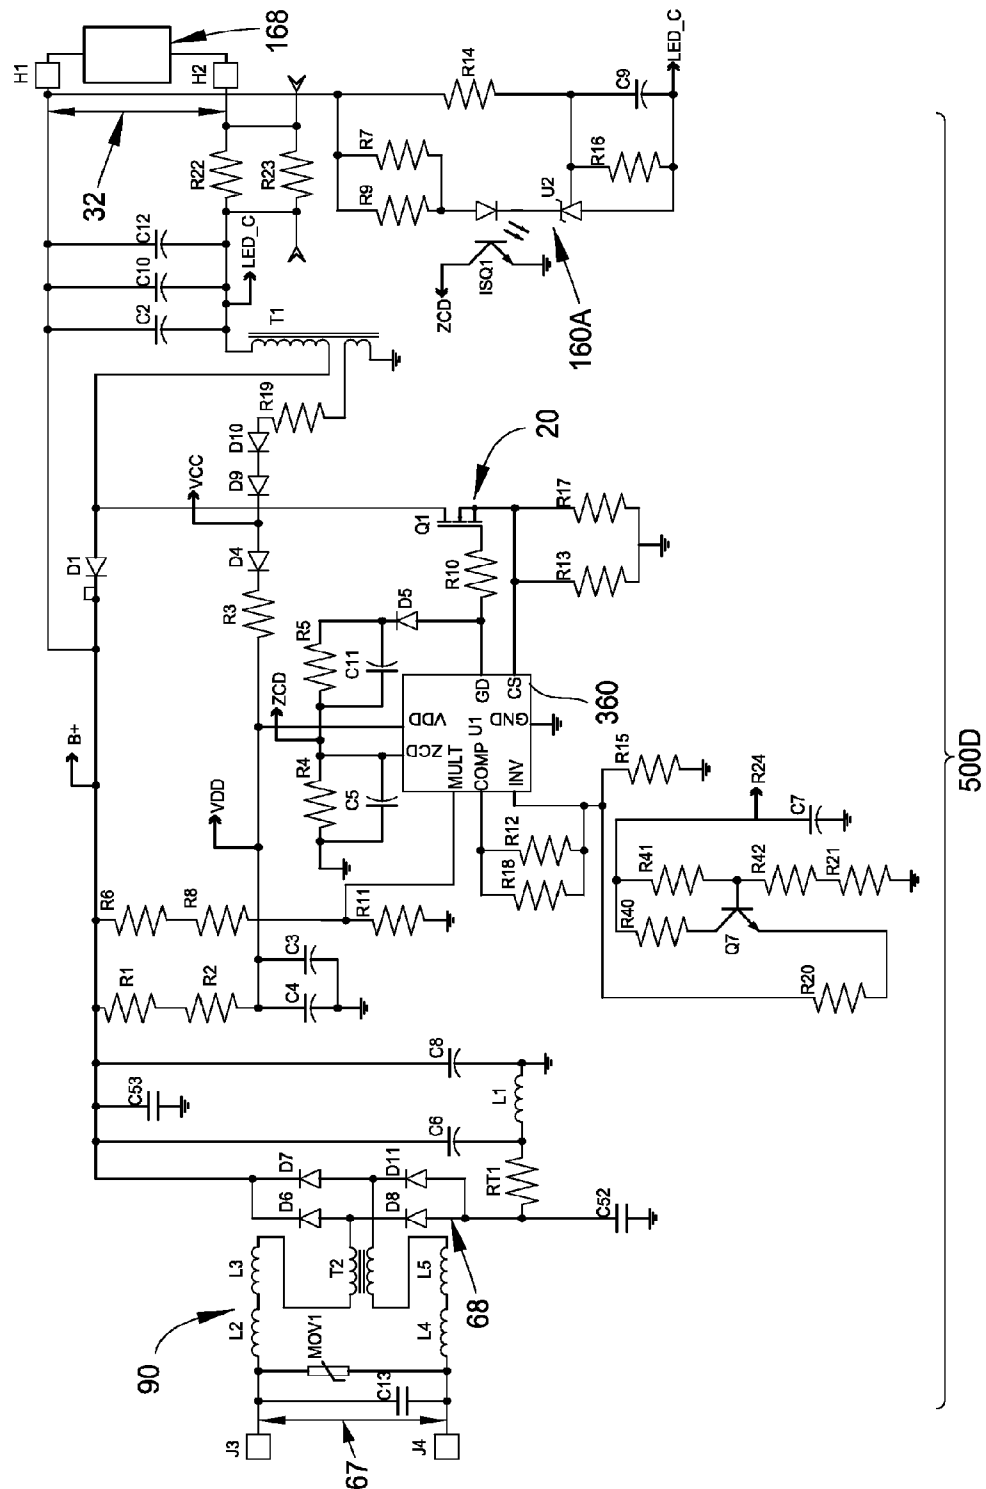 H1
168
H2
LED_C
R14
C9
32
R22
R23
R7
R9
R16
U2
C12
C10
C2
LED_C
ZCD
ISQ1
160A
T1
R19
D10
D9
VCC
D4
R3
D1
Q1
20
R10
R17
R13
D5
R5
C11
ZCD
R4
C5
VDD
ZCD
MULT
COMP
INV
U1
GD
CS
GND
360
B+
VDD
R15
R24
R12
R18
C7
R6
R8
R11
R41
R42
R21
R40
Q7
R20
R1
R2
C3
C4
C8
C53
C6
L1
RT1
D7
D11
D6
D8
C52
L3
T2
L5
68
L2
L4
90
MOV1
C13
J3
J4
67
500D